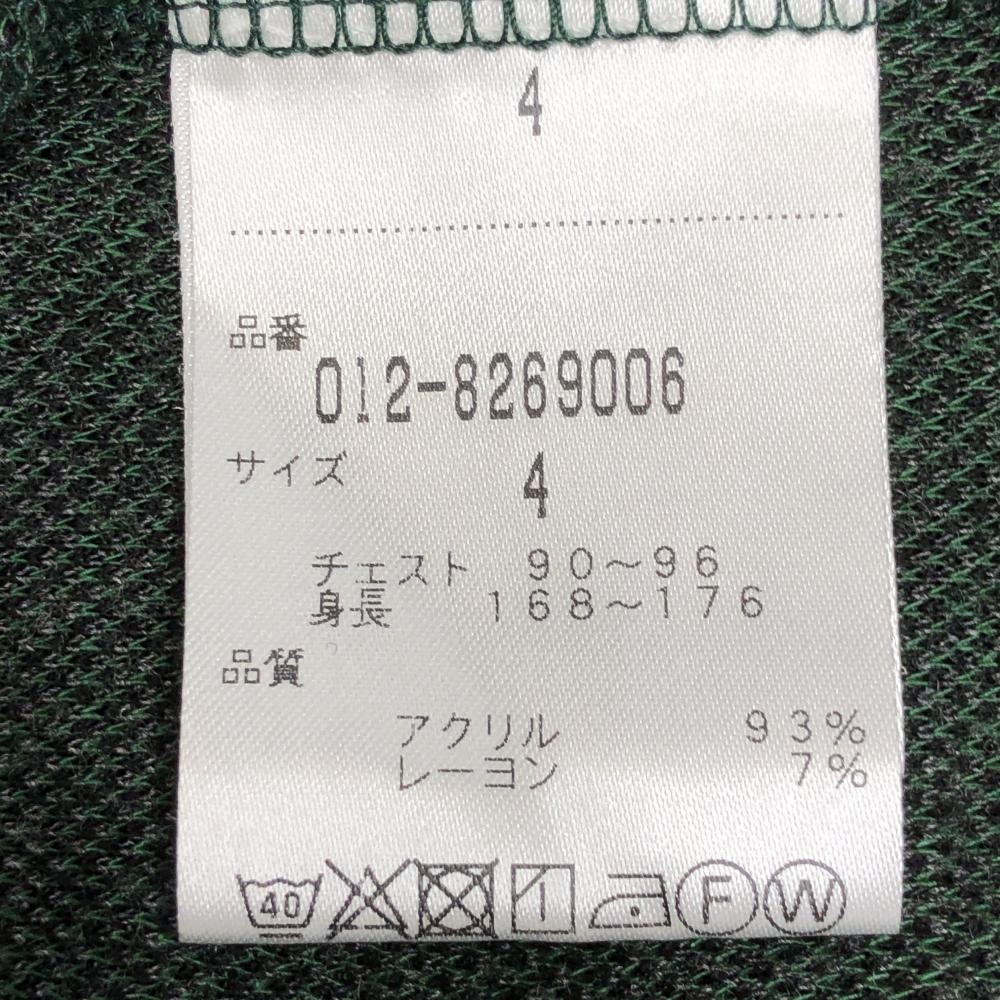 4
品番
012-8269006
サイズ
4
チェスト 90～96
身長 168～176
品質
アクリル 93%
レーヨン 7%
40 F W